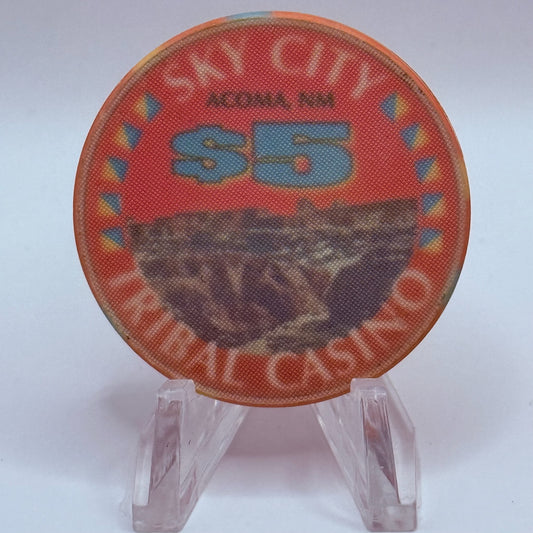 SKY CITY
ACOMA, NM
$5
TRIBAL CASINO